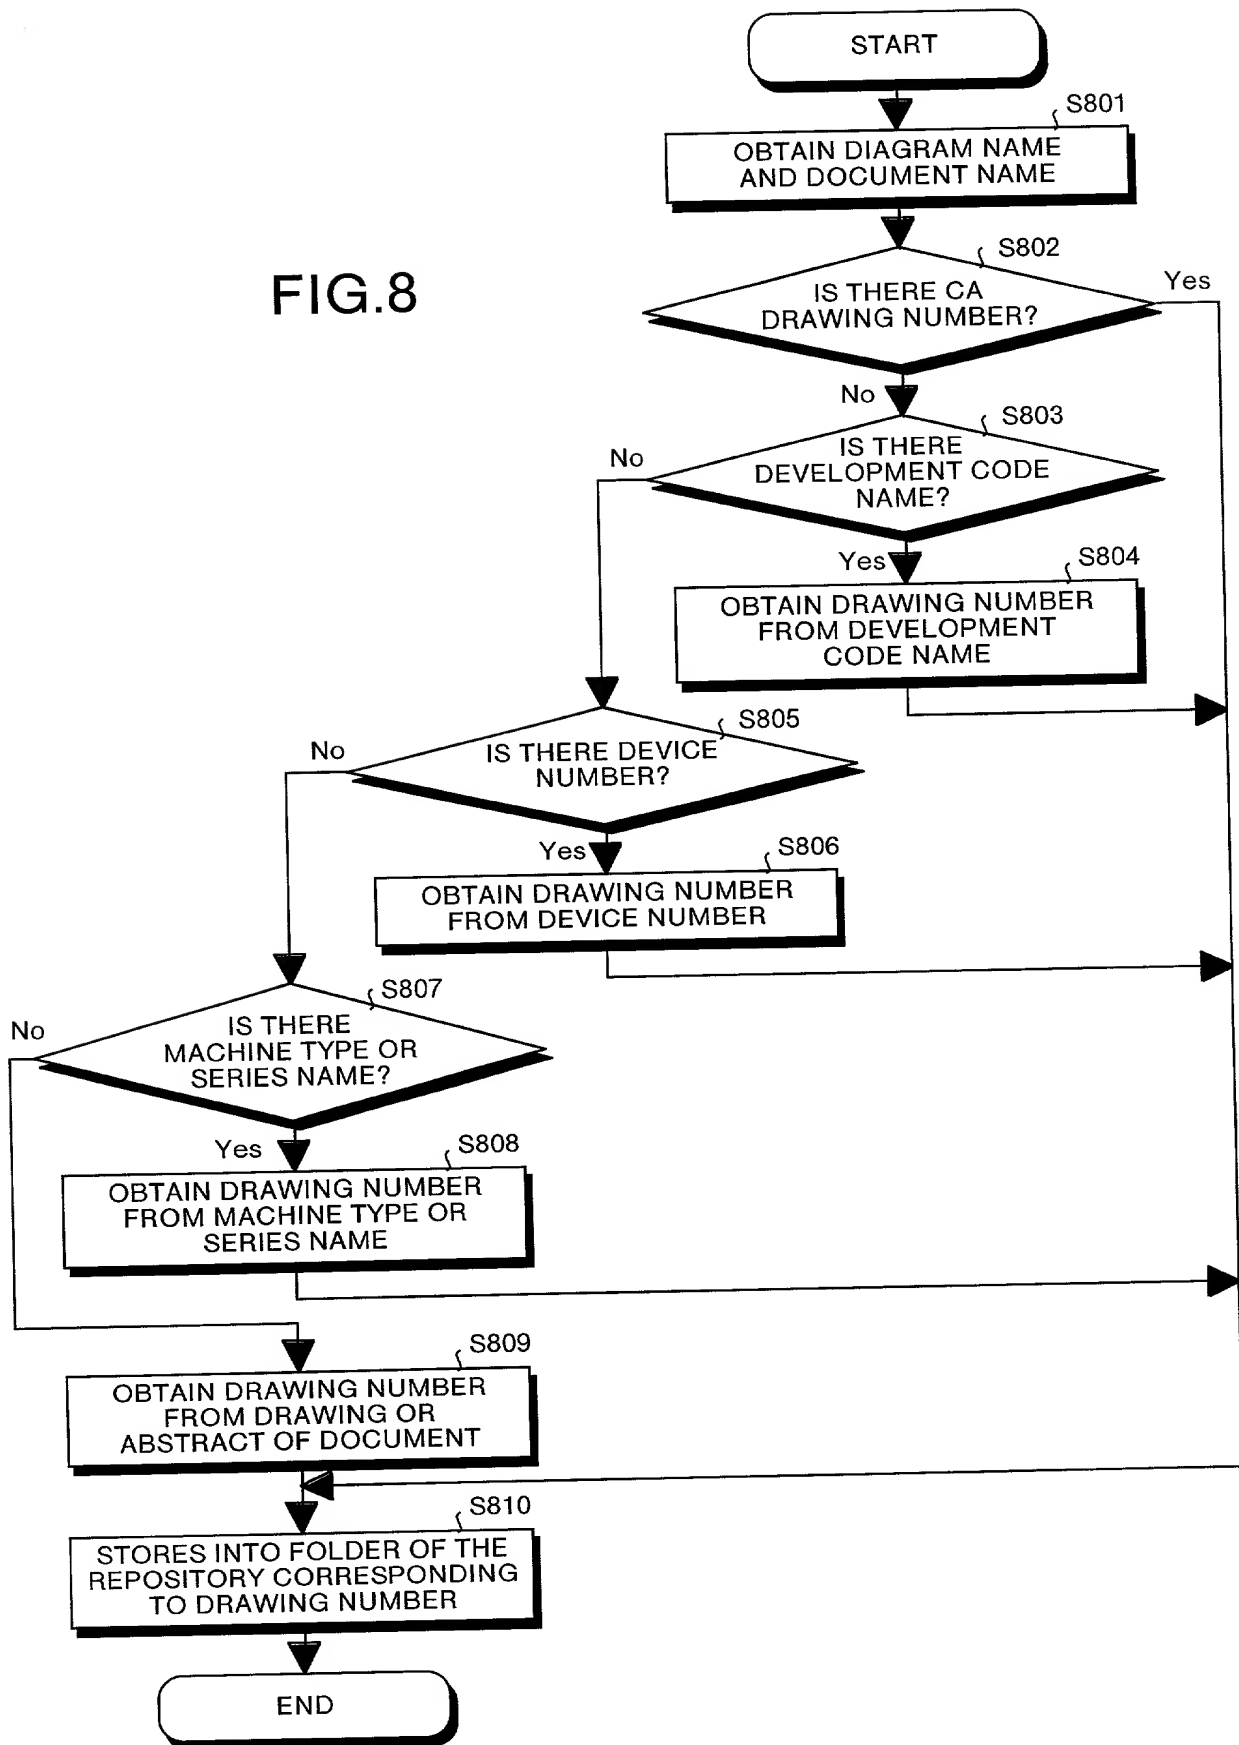 START
S801
OBTAIN DIAGRAM NAME
AND DOCUMENT NAME
FIG.8
S802
IS THERE CA
DRAWING NUMBER?
Yes
No
S803
IS THERE
DEVELOPMENT CODE
NAME?
No
Yes
S804
OBTAIN DRAWING NUMBER
FROM DEVELOPMENT
CODE NAME
S805
IS THERE DEVICE
NUMBER?
No
Yes
S806
OBTAIN DRAWING NUMBER
FROM DEVICE NUMBER
S807
IS THERE
MACHINE TYPE OR
SERIES NAME?
No
Yes
S808
OBTAIN DRAWING NUMBER
FROM MACHINE TYPE OR
SERIES NAME
S809
OBTAIN DRAWING NUMBER
FROM DRAWING OR
ABSTRACT OF DOCUMENT
S810
STORES INTO FOLDER OF THE
REPOSITORY CORRESPONDING
TO DRAWING NUMBER
END